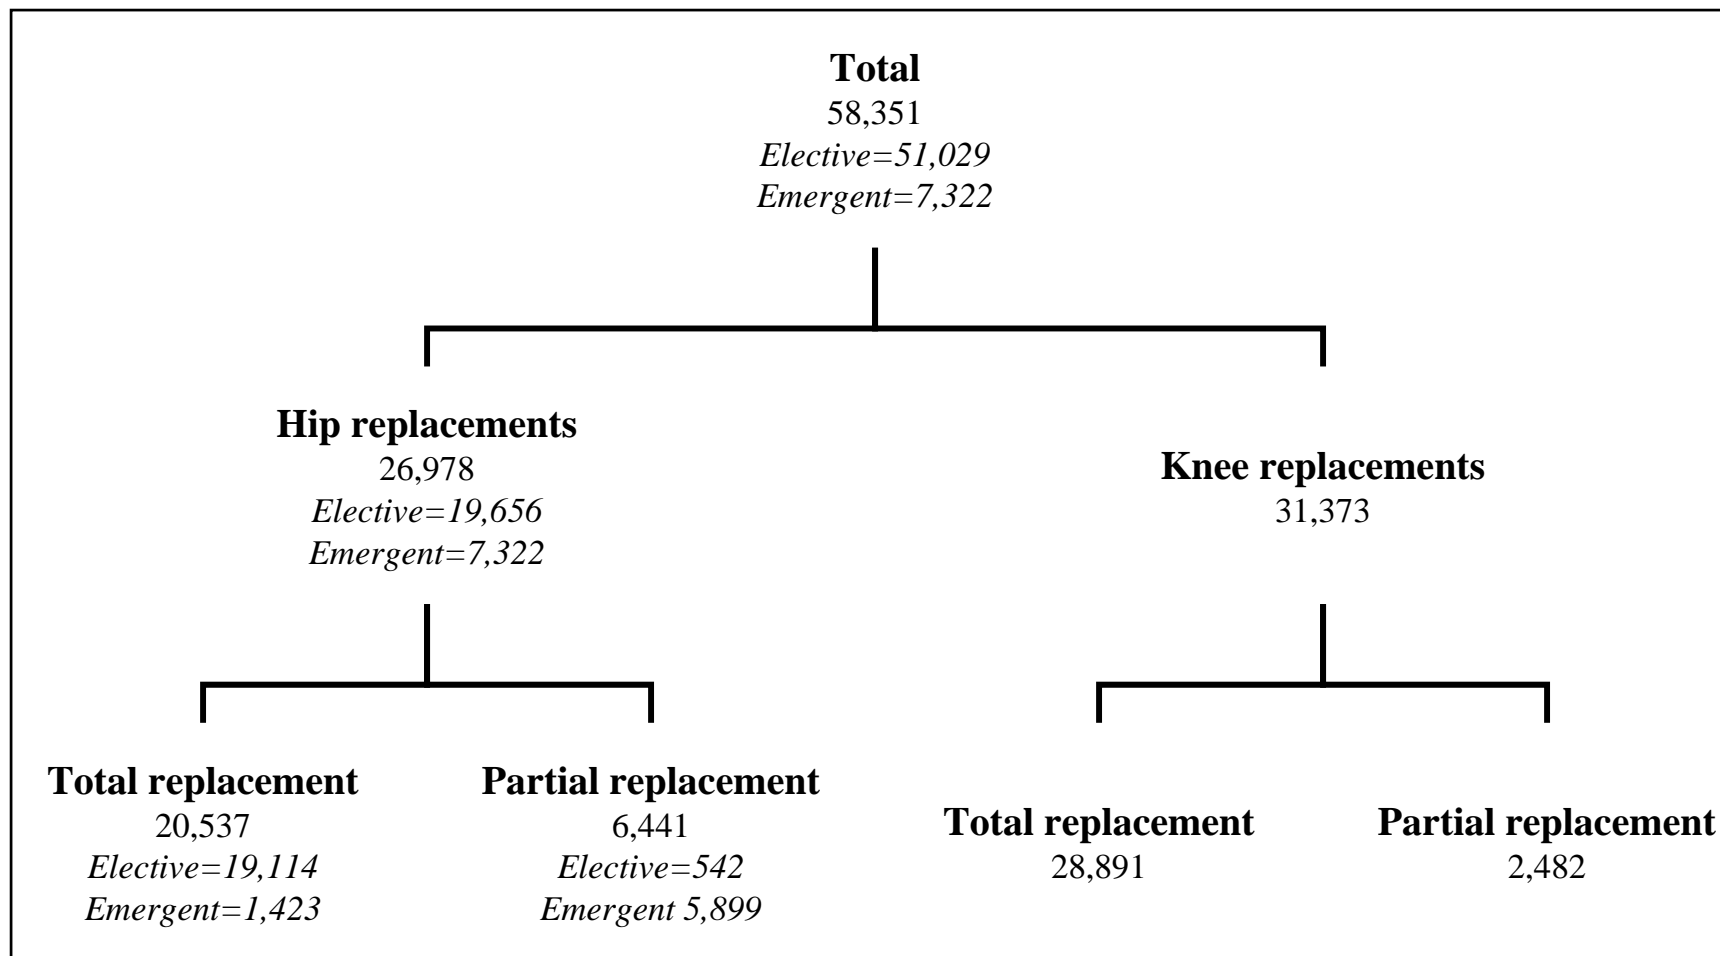 Total
58,351
Elective=51,029
Emergent=7,322
Hip replacements
26,978
Elective=19,656
Emergent=7,322
Knee replacements
31,373
Total replacement
20,537
Elective=19,114
Emergent=1,423
Partial replacement
6,441
Elective=542
Emergent 5,899
Total replacement
28,891
Partial replacement
2,482